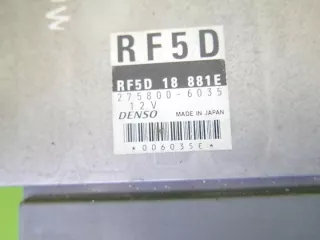 RF5D
RF5D 18 881E
275800-6035
12V
DENSO MADE IN JAPAN
*006035E*